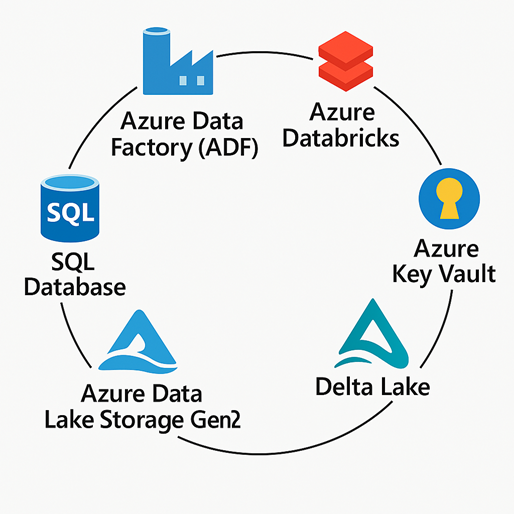 Azure Data
Factory (ADF)
Azure
Databricks
SQL
SQL
Database
Azure
Key Vault
Azure Data
Lake Storage Gen2
Delta Lake